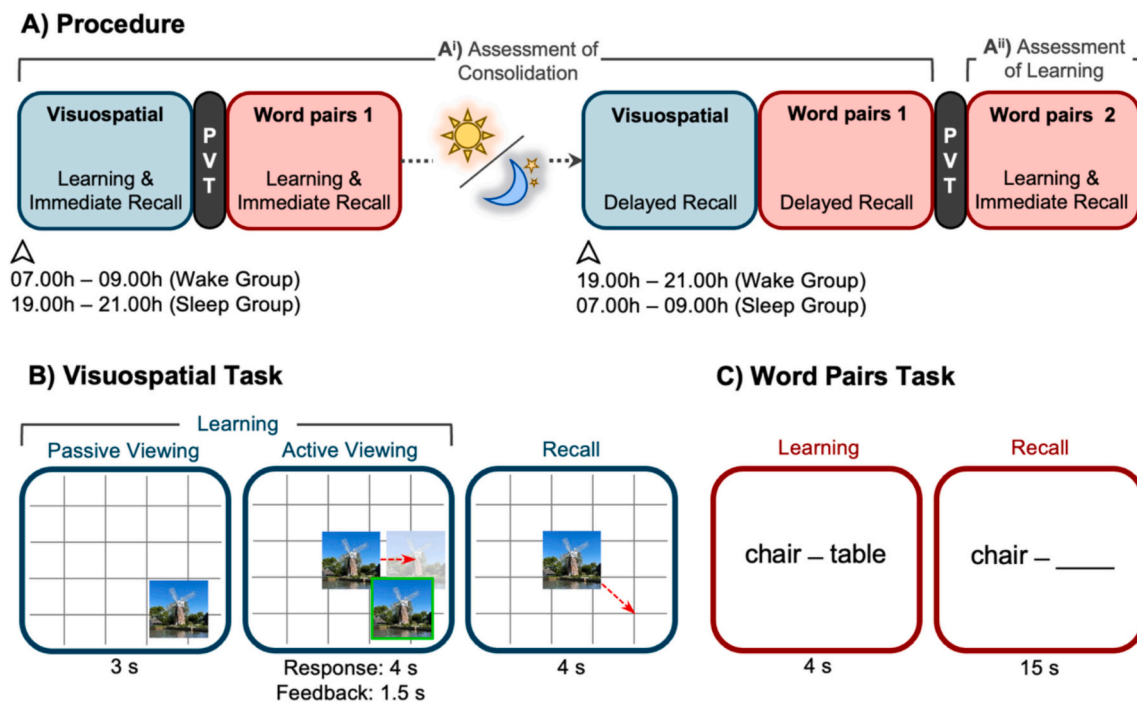 A) Procedure
Aⁱ) Assessment of
Consolidation
Aⁱⁱ) Assessment
of Learning
Visuospatial
Learning &
Immediate Recall
PVT
Word pairs 1
Learning &
Immediate Recall
Visuospatial
Delayed Recall
Word pairs 1
Delayed Recall
PVT
Word pairs 2
Learning &
Immediate Recall
07.00h – 09.00h (Wake Group)
19.00h – 21.00h (Sleep Group)
19.00h – 21.00h (Wake Group)
07.00h – 09.00h (Sleep Group)
B) Visuospatial Task
Learning
Passive Viewing
Active Viewing
Recall
3 s
Response: 4 s
Feedback: 1.5 s
4 s
C) Word Pairs Task
Learning
Recall
chair – table
chair – ____
4 s
15 s